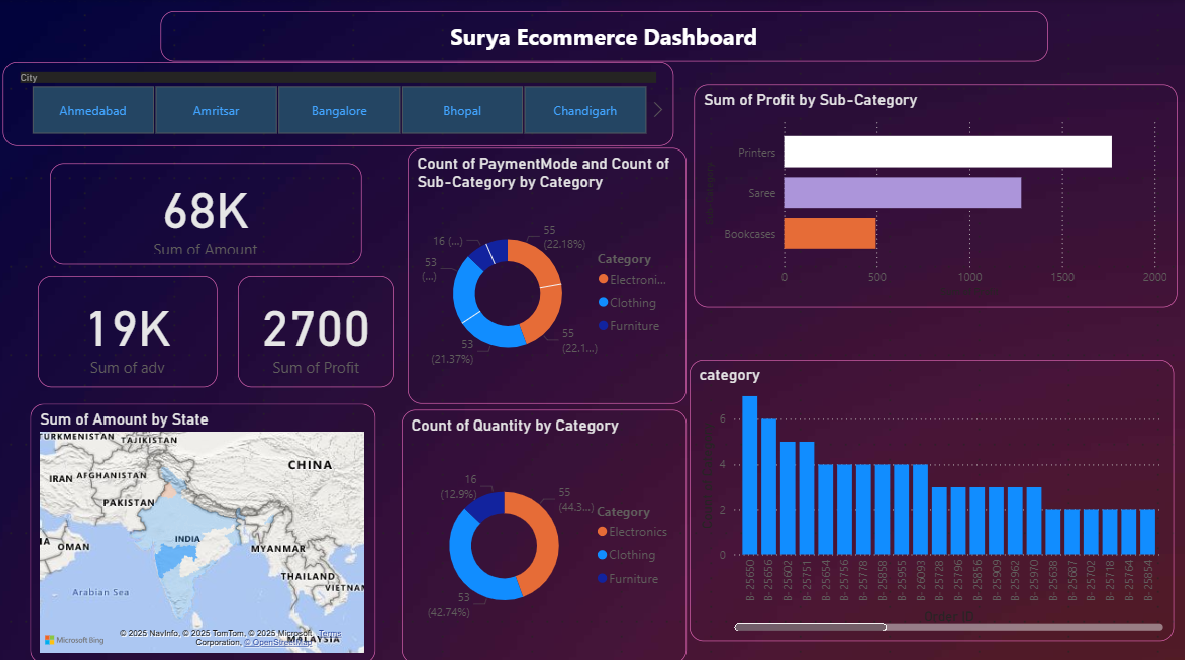 Surya Ecommerce Dashboard
City
Ahmedabad
Amritsar
Bangalore
Bhopal
Chandigarh
68K
Sum of Amount
19K
Sum of adv
2700
Sum of Profit
Sum of Amount by State
TURKMENISTAN
TAJIKISTAN
CHINA
IRAN
AFGHANISTAN
PAKISTAN
OMAN
INDIA
MYANMAR
THAILAND
VIETNAM
Arabian Sea
MALAYSIA
Microsoft Bing
© 2025 NavInfo, © 2025 TomTom, © 2025 Microsoft Terms
Corporation, © OpenStreetMap
Count of PaymentMode and Count of
Sub-Category by Category
55
(22.18%)
55
(22.1...)
53
(21.37%)
53
(...)
16 (...)
Category
Electroni...
Clothing
Furniture
Count of Quantity by Category
55
(44.3...)
53
(42.74%)
16
(12.9%)
Category
Electronics
Clothing
Furniture
Sum of Profit by Sub-Category
Printers
Saree
Bookcases
0
500
1000
1500
2000
category
6
4
2
0
B-25650
B-25656
B-25602
B-25751
B-25654
B-25756
B-25778
B-25858
B-25955
B-26093
B-25728
B-25796
B-25856
B-25909
B-25962
B-25970
B-25638
B-25687
B-25702
B-25718
B-25764
B-25854
Order ID